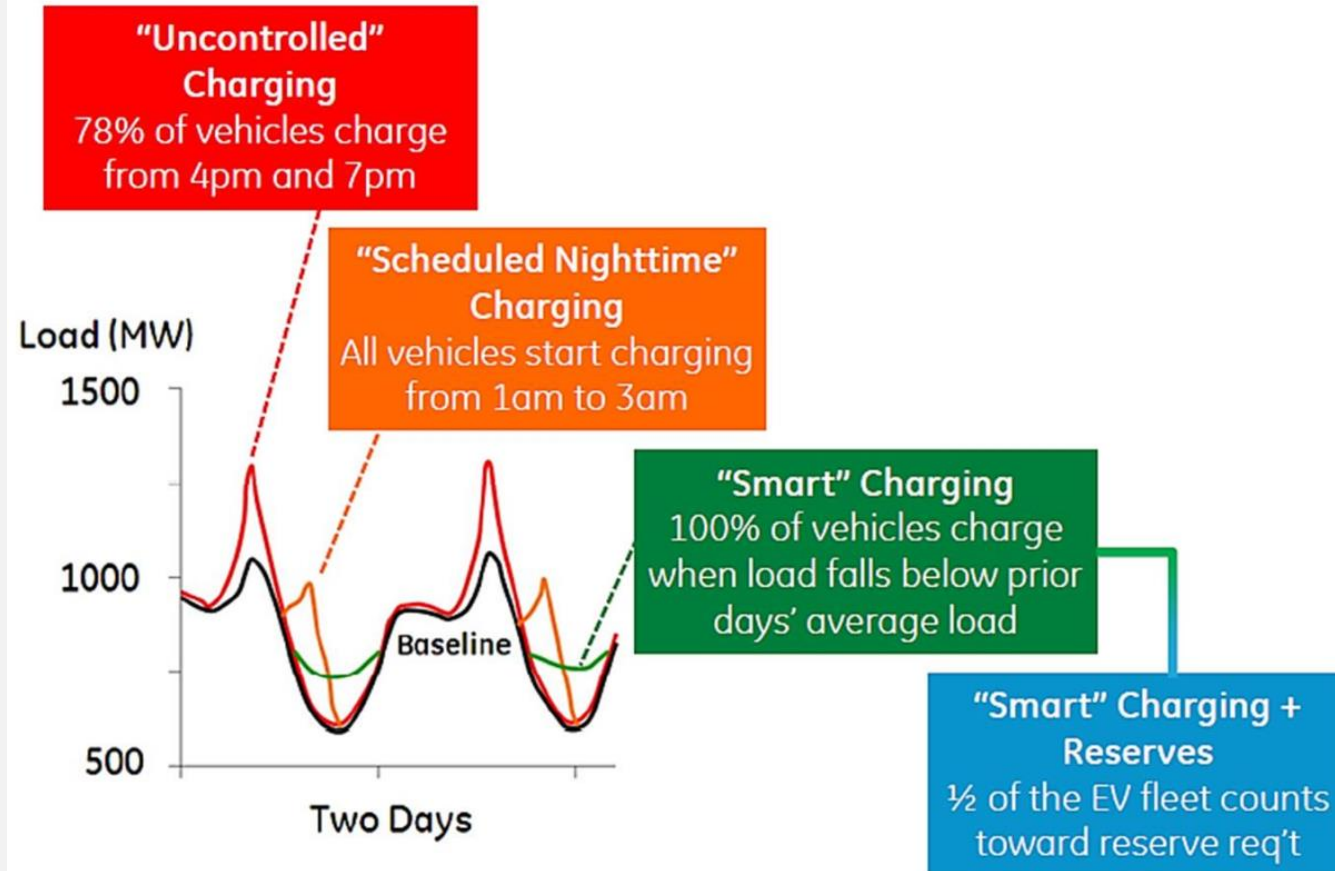 “Uncontrolled”
Charging
78% of vehicles charge
from 4pm and 7pm
“Scheduled Nighttime”
Charging
All vehicles start charging
from 1am to 3am
Load (MW)
1500
1000
500
Baseline
Two Days
“Smart” Charging
100% of vehicles charge
when load falls below prior
days’ average load
“Smart” Charging +
Reserves
½ of the EV fleet counts
toward reserve req’t